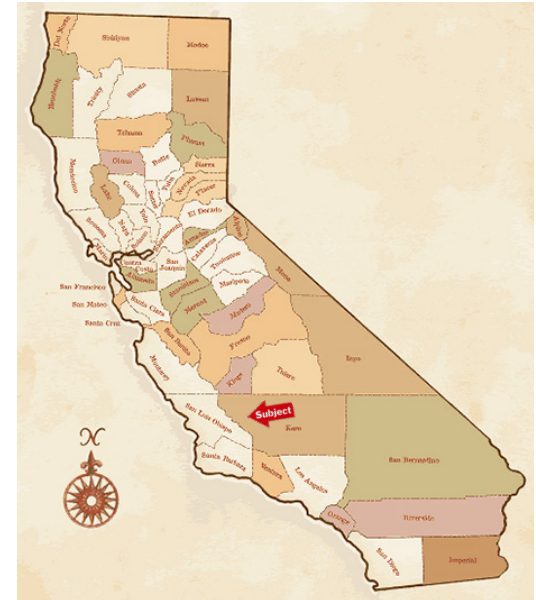 Del Norte
Siskiyou
Modoc
Humboldt
Trinity
Shasta
Lassen
Tehama
Plumas
Mendocino
Glenn
Butte
Sierra
Lake
Colusa
Sutter
Yuba
Nevada
Placer
Sonoma
Napa
Yolo
Sacramento
El Dorado
Alpine
Marin
Solano
Amador
Calaveras
Tuolumne
Mono
Contra
Costa
San
Joaquin
Alameda
Stanislaus
Mariposa
San Francisco
San Mateo
Santa Clara
Merced
Madera
Santa Cruz
San Benito
Fresno
Inyo
Monterey
Kings
Tulare
San Luis Obispo
Subject
Kern
Santa Barbara
Ventura
Los Angeles
San Bernardino
Orange
Riverside
San Diego
Imperial
N